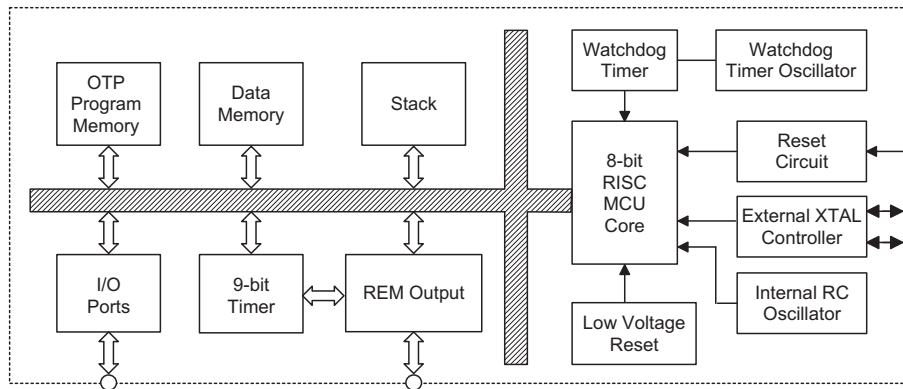 OTP
Program
Memory
Data
Memory
Stack
Watchdog
Timer
Watchdog
Timer Oscillator
8-bit
RISC
MCU
Core
Reset
Circuit
External XTAL
Controller
Internal RC
Oscillator
I/O
Ports
9-bit
Timer
REM Output
Low Voltage
Reset